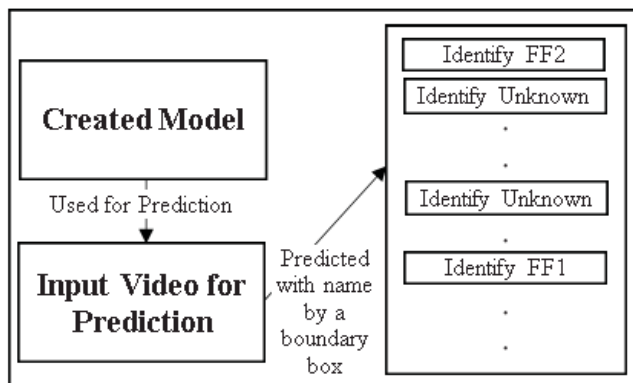 Created Model
Used for Prediction
Input Video for
Prediction
Predicted
with name
by a
boundary
box
Identify FF2
Identify Unknown
.
.
Identify Unknown
.
Identify FF1
.
.